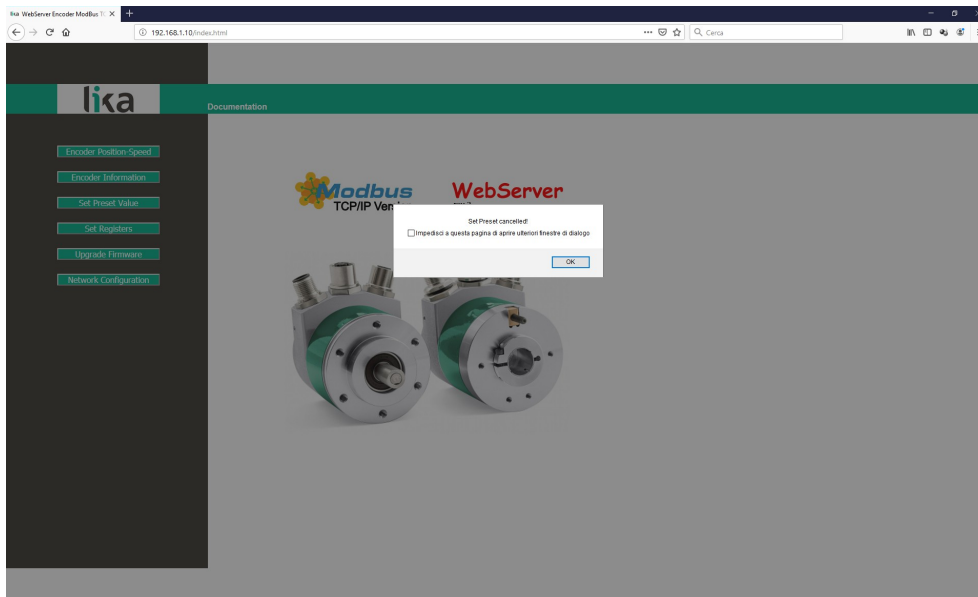 lika WebServer Encoder ModBus TC
192.168.1.10/index.html
Cerca
lika
Documentation
Encoder Position-Speed
Encoder Information
Set Preset Value
Set Registers
Upgrade Firmware
Network Configuration
Modbus
TCP/IP
WebServer
Set Preset cancelled!
Impedisci a questa pagina di aprire ulteriori finestre di dialogo
OK